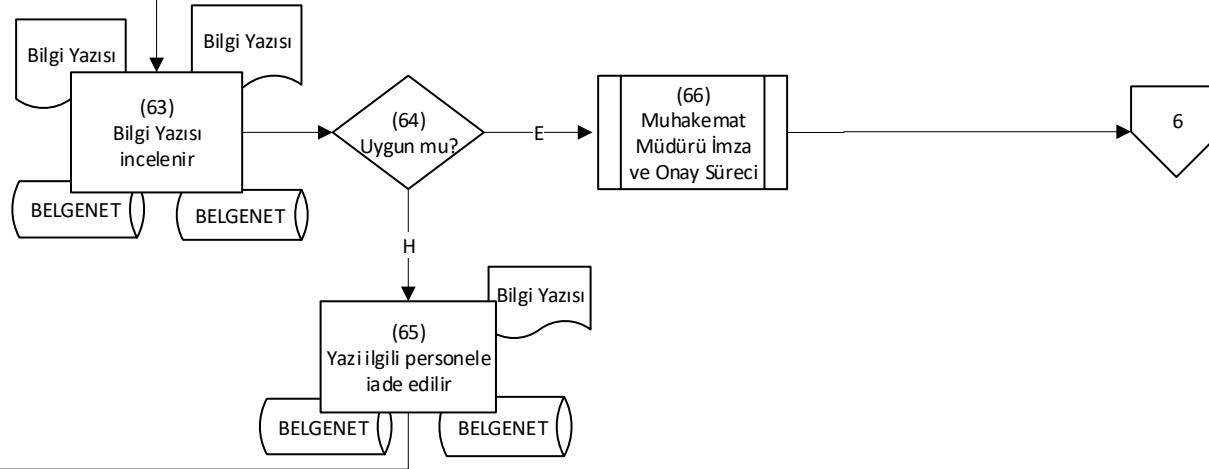 Bilgi Yazısı
Bilgi Yazısı
(63)
Bilgi Yazısı
incelenir
BELGENET
BELGENET
(64)
Uygun mu?
E
(66)
Muhakemat
Müdürü İmza
ve Onay Süreci
6
H
Bilgi Yazısı
(65)
Yazi ilgili personele
iade edilir
BELGENET
BELGENET